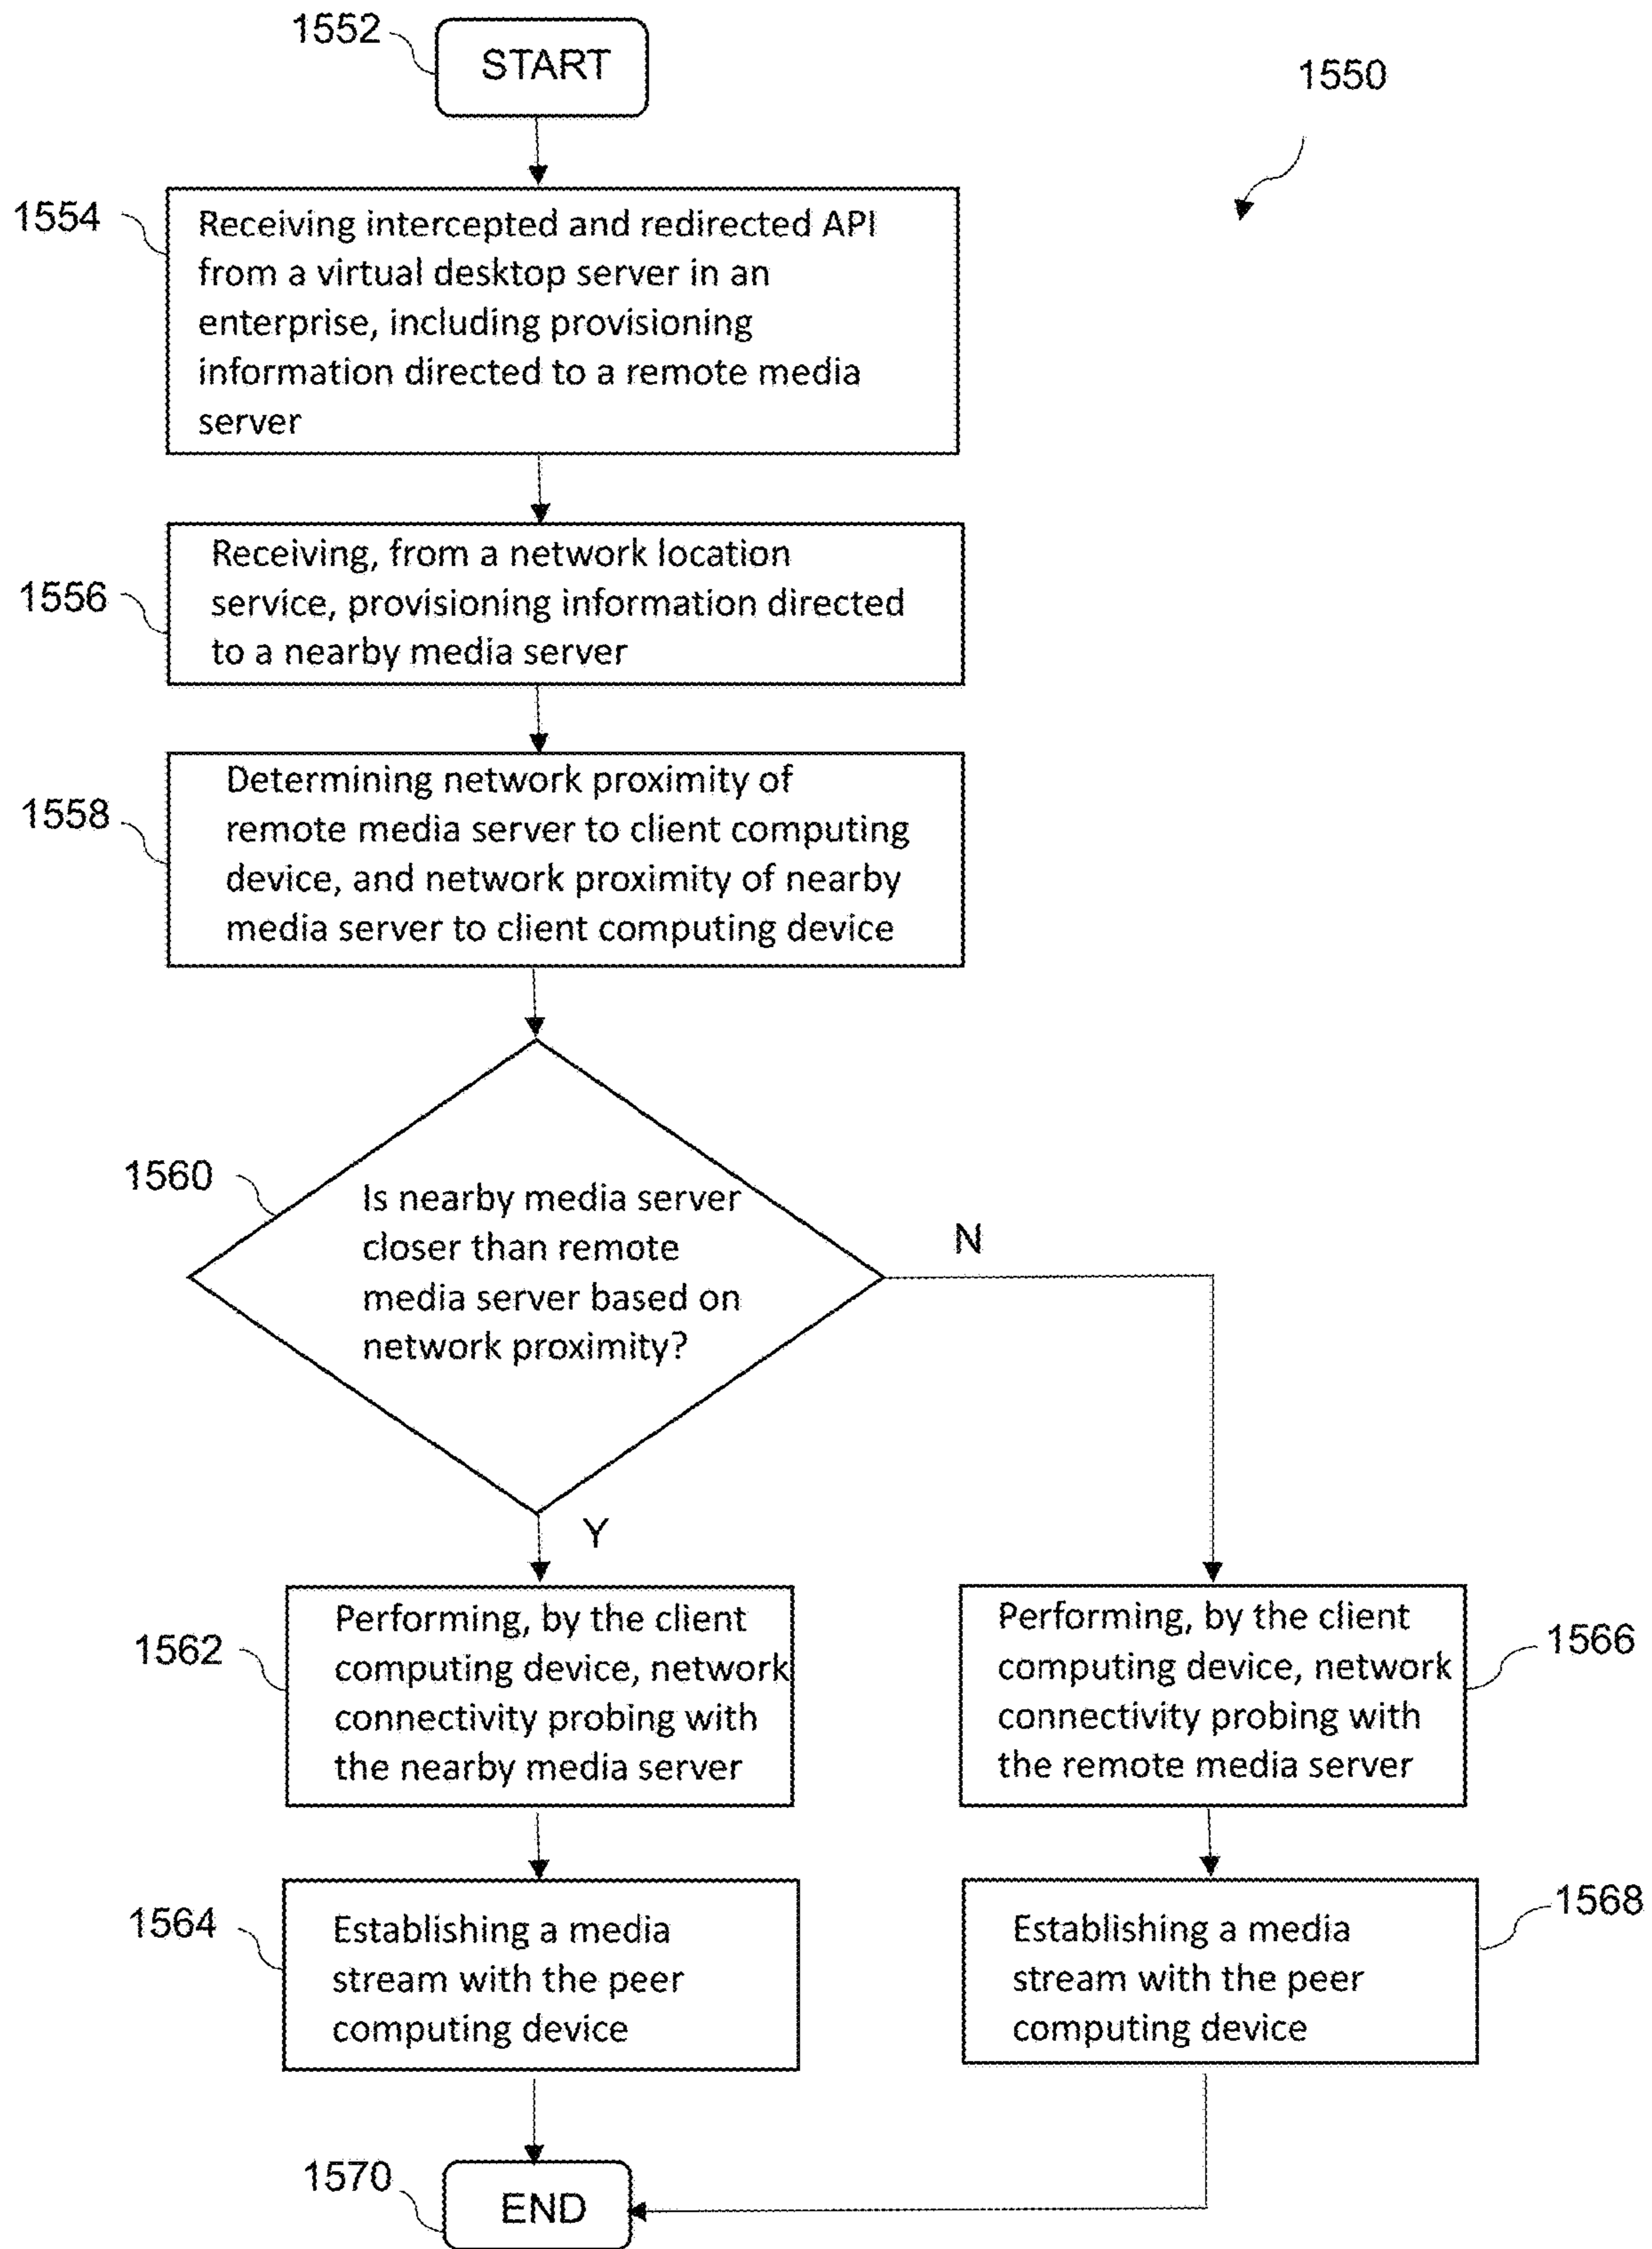 1552
START
1550
1554
Receiving intercepted and redirected API
from a virtual desktop server in an
enterprise, including provisioning
information directed to a remote media
server
1556
Receiving, from a network location
service, provisioning information directed
to a nearby media server
1558
Determining network proximity of
remote media server to client computing
device, and network proximity of nearby
media server to client computing device
1560
Is nearby media server
closer than remote
media server based on
network proximity?
N
Y
1562
Performing, by the client
computing device, network
connectivity probing with
the nearby media server
Performing, by the client
computing device, network
connectivity probing with
the remote media server
1566
1564
Establishing a media
stream with the peer
computing device
Establishing a media
stream with the peer
computing device
1568
1570
END